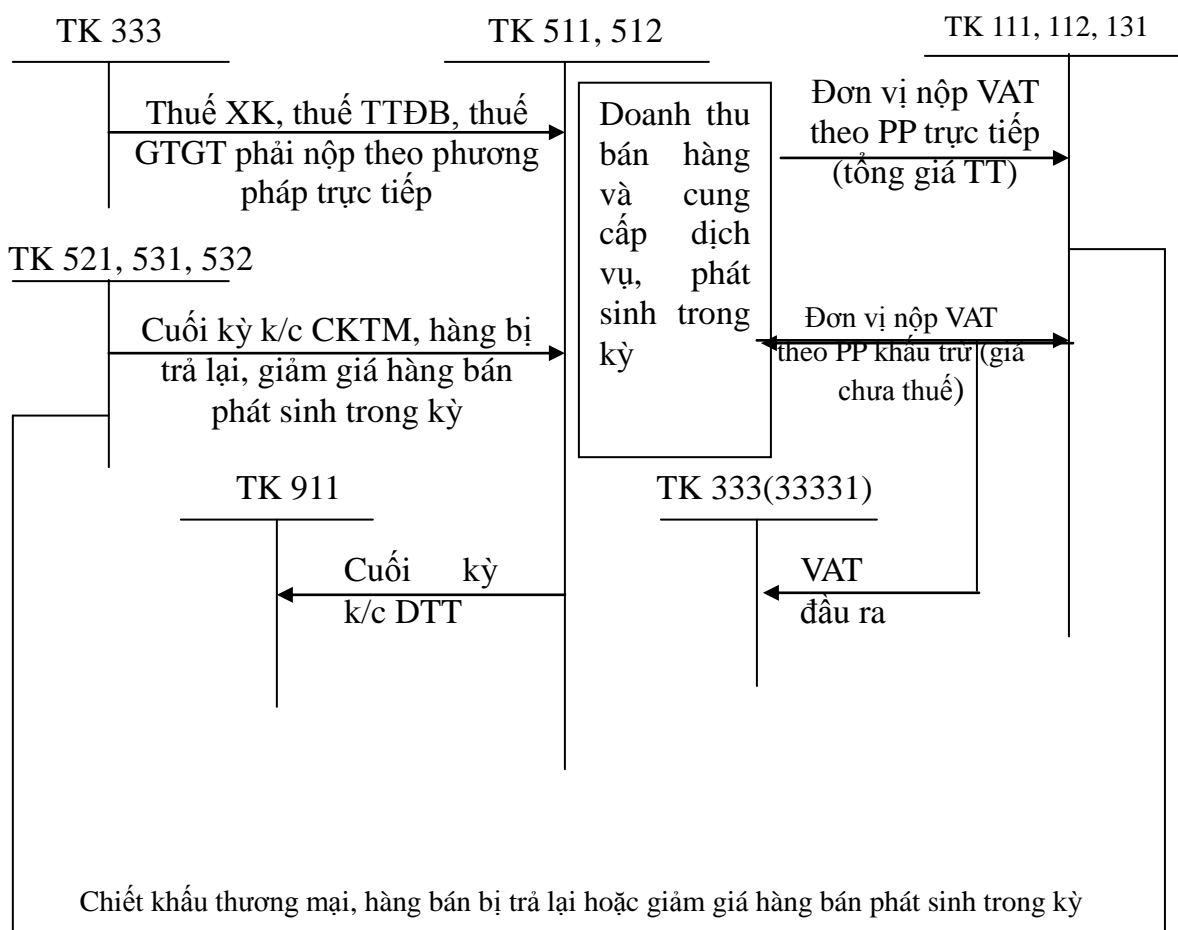 TK 333
TK 511, 512
TK 111, 112, 131
Thuế XK, thuế TTĐB, thuế
GTGT phải nộp theo phương
pháp trực tiếp
Doanh thu
bán hàng
và cung
cấp dịch
vụ, phát
sinh trong
kỳ
Đơn vị nộp VAT
theo PP trực tiếp
(tổng giá TT)
TK 521, 531, 532
Cuối kỳ k/c CKTM, hàng bị
trả lại, giảm giá hàng bán
phát sinh trong kỳ
Đơn vị nộp VAT
theo PP khấu trừ (giá
chưa thuế)
TK 911
TK 333(33331)
Cuối kỳ
k/c DTT
VAT
đầu ra
Chiết khấu thương mại, hàng bán bị trả lại hoặc giảm giá hàng bán phát sinh trong kỳ